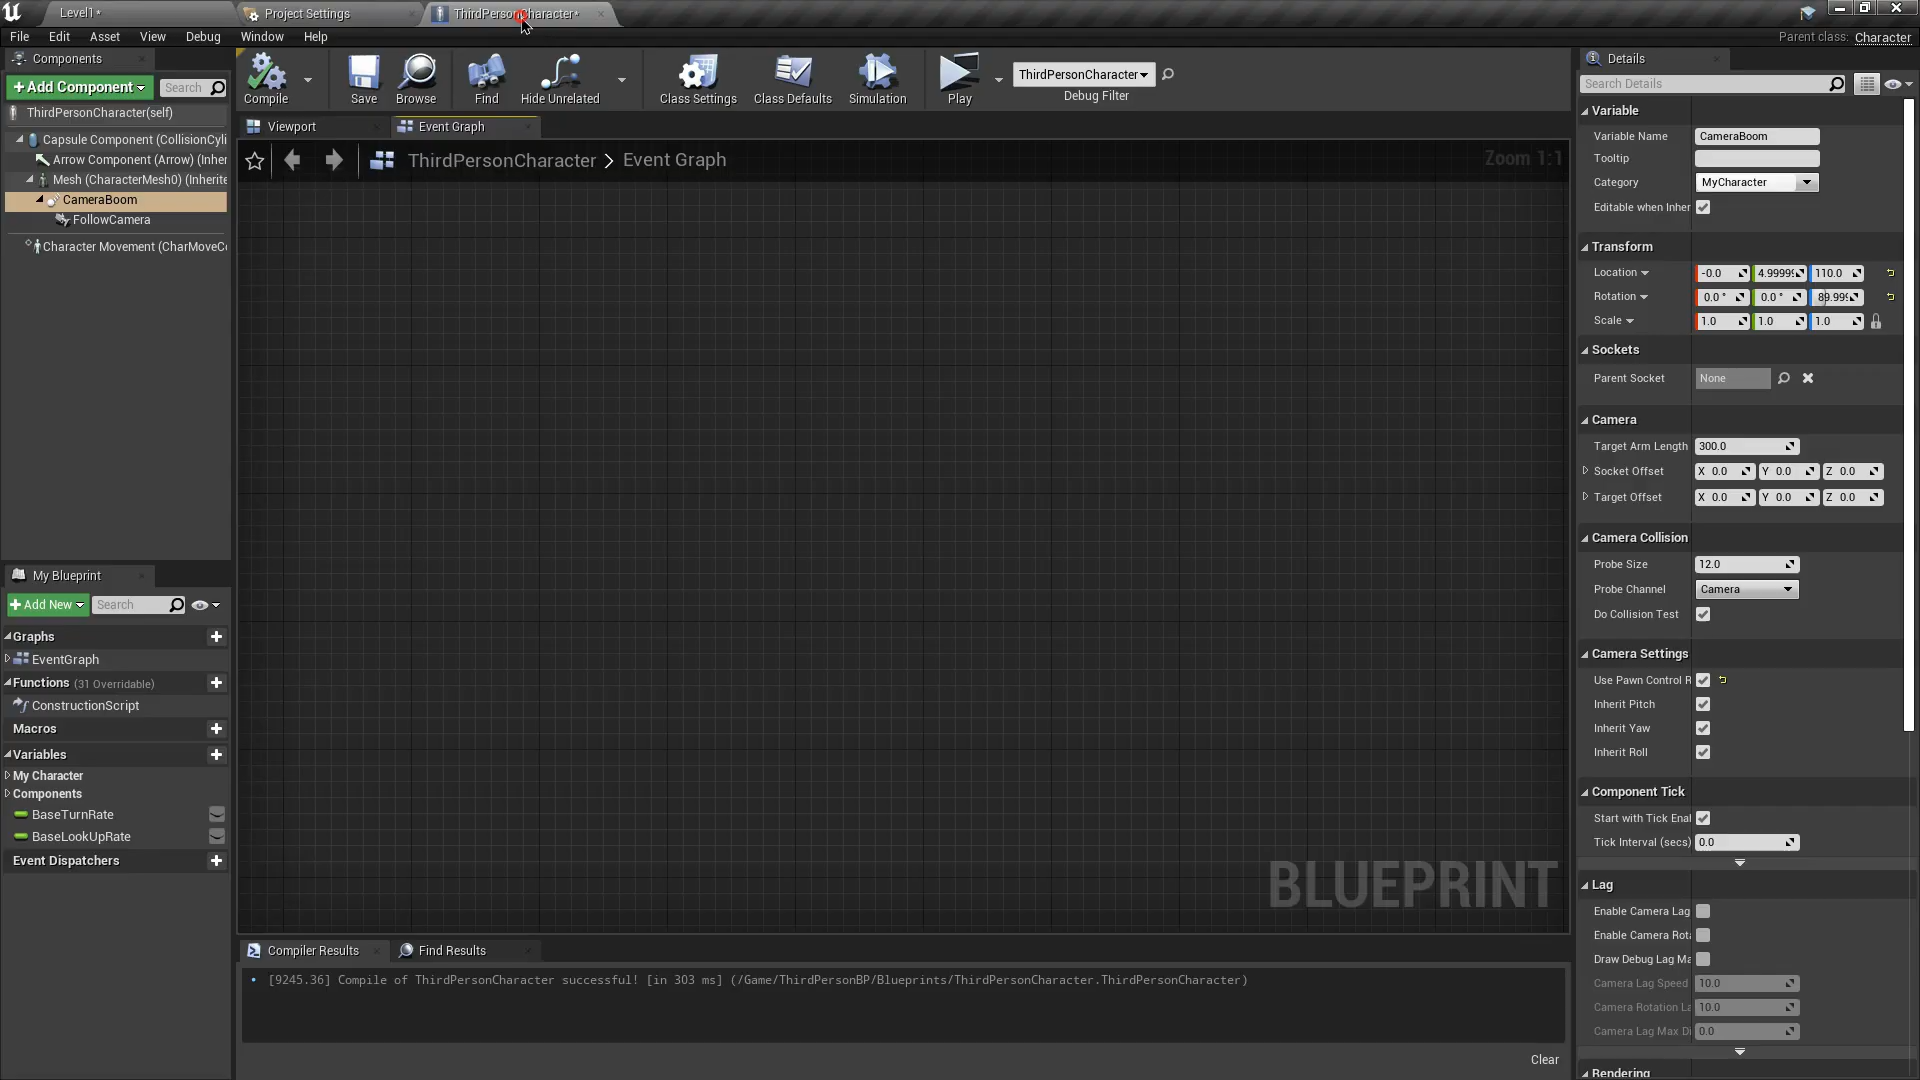 Level1*
Project Settings
ThirdPersonCharacter*
File Edit Asset View Debug Window Help
Parent class: Character
Components
+Add Component
Search
ThirdPersonCharacter(self)
Capsule Component (CollisionCyli
Arrow Component (Arrow) (Inher
Mesh (CharacterMesh0) (Inherite
CameraBoom
FollowCamera
Character Movement (CharMoveCo
Compile
Save
Browse
Find
Hide Unrelated
Class Settings
Class Defaults
Simulation
Play
ThirdPersonCharacter
Debug Filter
Viewport
Event Graph
ThirdPersonCharacter > Event Graph
Zoom 1:1
BLUEPRINT
My Blueprint
+Add New
Search
Graphs
EventGraph
Functions (31 Overridable)
ConstructionScript
Macros
Variables
My Character
Components
BaseTurnRate
BaseLookUpRate
Event Dispatchers
Compiler Results
Find Results
[9245.36] Compile of ThirdPersonCharacter successful! [in 303 ms] (/Game/ThirdPersonBP/Blueprints/ThirdPersonCharacter.ThirdPersonCharacter)
Clear
Details
Search Details
Variable
Variable Name CameraBoom
Tooltip
Category MyCharacter
Editable when Inher
Transform
Location -0.0 4.99999 110.0
Rotation 0.0 ° 0.0 ° 89.999
Scale 1.0 1.0 1.0
Sockets
Parent Socket None
Camera
Target Arm Length 300.0
Socket Offset X 0.0 Y 0.0 Z 0.0
Target Offset X 0.0 Y 0.0 Z 0.0
Camera Collision
Probe Size 12.0
Probe Channel Camera
Do Collision Test
Camera Settings
Use Pawn Control R
Inherit Pitch
Inherit Yaw
Inherit Roll
Component Tick
Start with Tick Enal
Tick Interval (secs) 0.0
Lag
Enable Camera Lag
Enable Camera Rota
Draw Debug Lag Ma
Camera Lag Speed 10.0
Camera Rotation La 10.0
Camera Lag Max Di 0.0
Rendering